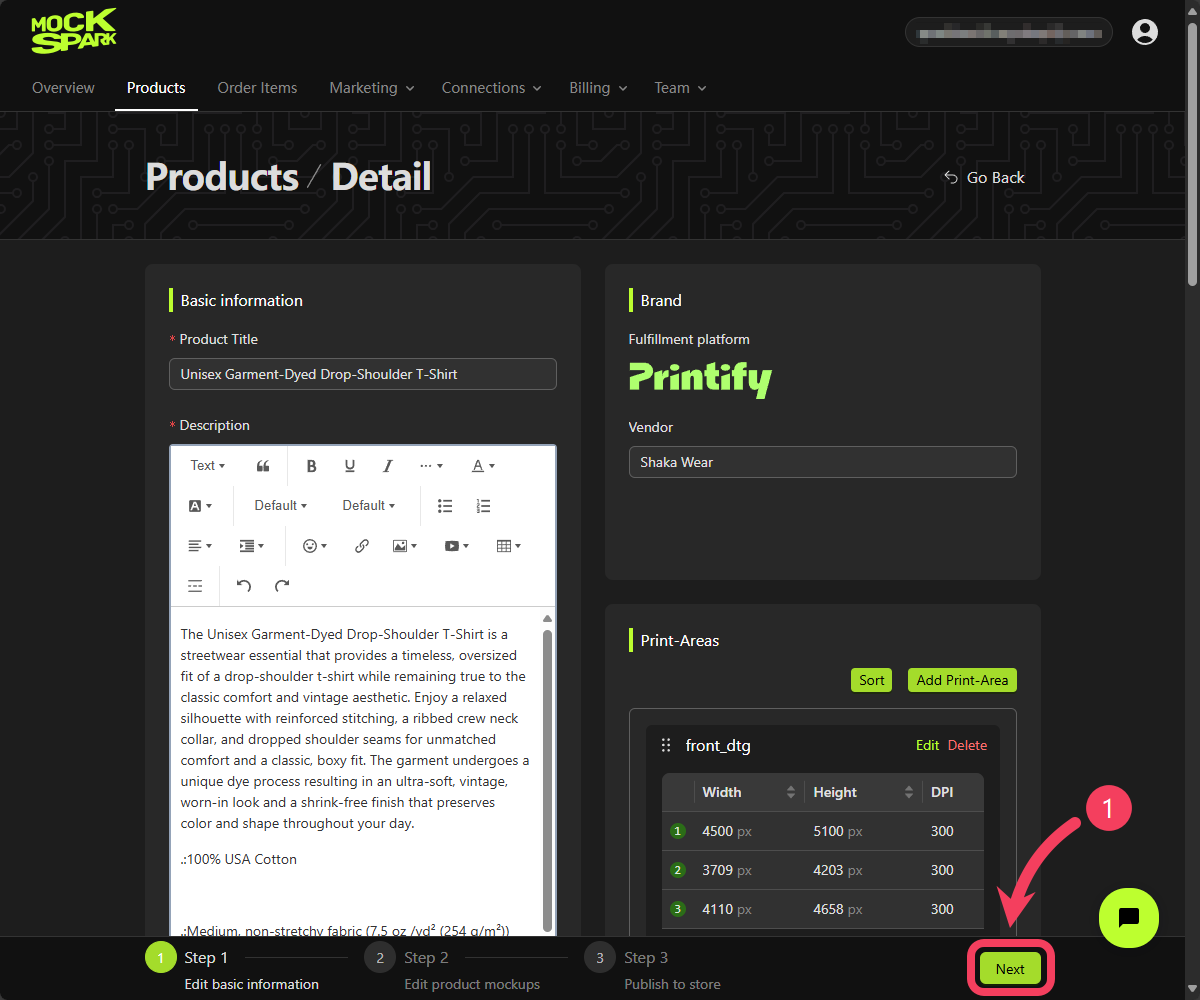 MOCK
SPARK
Overview
Products
Order Items
Marketing
Connections
Billing
Team
Products / Detail
Go Back
Basic information
* Product Title
Unisex Garment-Dyed Drop-Shoulder T-Shirt
* Description
Text
B U I ... A
A Default Default
The Unisex Garment-Dyed Drop-Shoulder T-Shirt is a
streetwear essential that provides a timeless, oversized
fit of a drop-shoulder t-shirt while remaining true to the
classic comfort and vintage aesthetic. Enjoy a relaxed
silhouette with reinforced stitching, a ribbed crew neck
collar, and dropped shoulder seams for unmatched
comfort and a classic, boxy fit. The garment undergoes a
unique dye process resulting in an ultra-soft, vintage,
worn-in look and a shrink-free finish that preserves
color and shape throughout your day.
.:100% USA Cotton
.:Medium, non-stretchy fabric (7.5 oz /yd² (254 g/m²))
Brand
Fulfillment platform
Printify
Vendor
Shaka Wear
Print-Areas
Sort
Add Print-Area
front_dtg
Edit Delete
Width Height DPI
1 4500 px 5100 px 300
2 3709 px 4203 px 300
3 4110 px 4658 px 300
1
1 Step 1
Edit basic information
2 Step 2
Edit product mockups
3 Step 3
Publish to store
Next